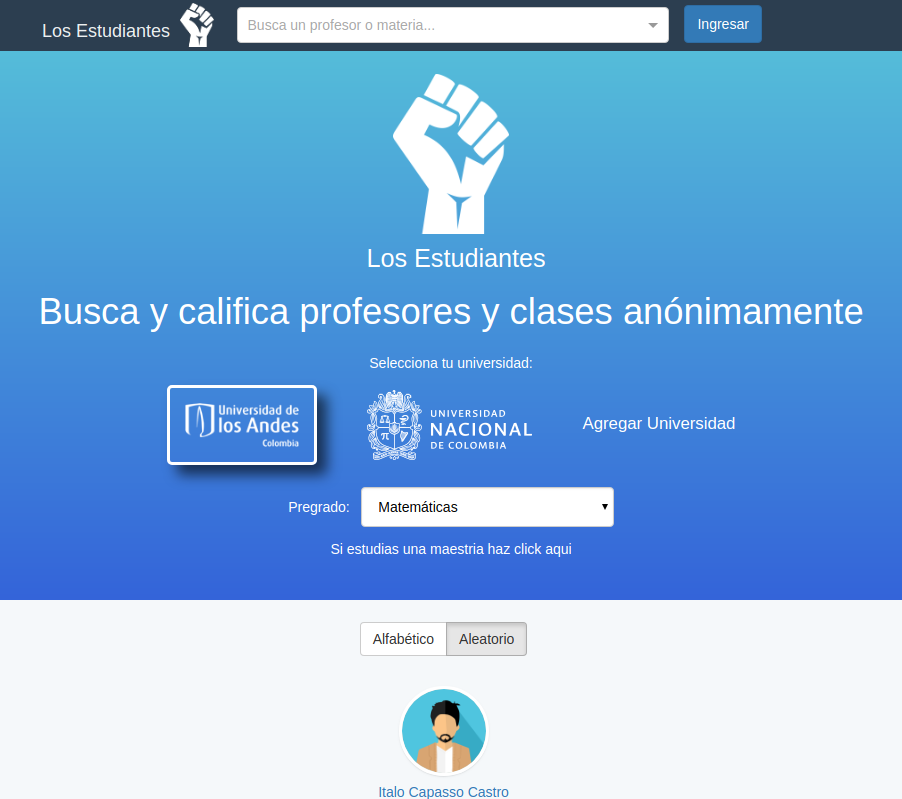 Los Estudiantes
Busca un profesor o materia...
Ingresar
Los Estudiantes
Busca y califica profesores y clases anónimamente
Selecciona tu universidad:
Universidad de
los Andes
Colombia
UNIVERSIDAD
NACIONAL
DE COLOMBIA
Agregar Universidad
Pregrado:
Matemáticas
Si estudias una maestria haz click aqui
Alfabético
Aleatorio
Italo Capasso Castro